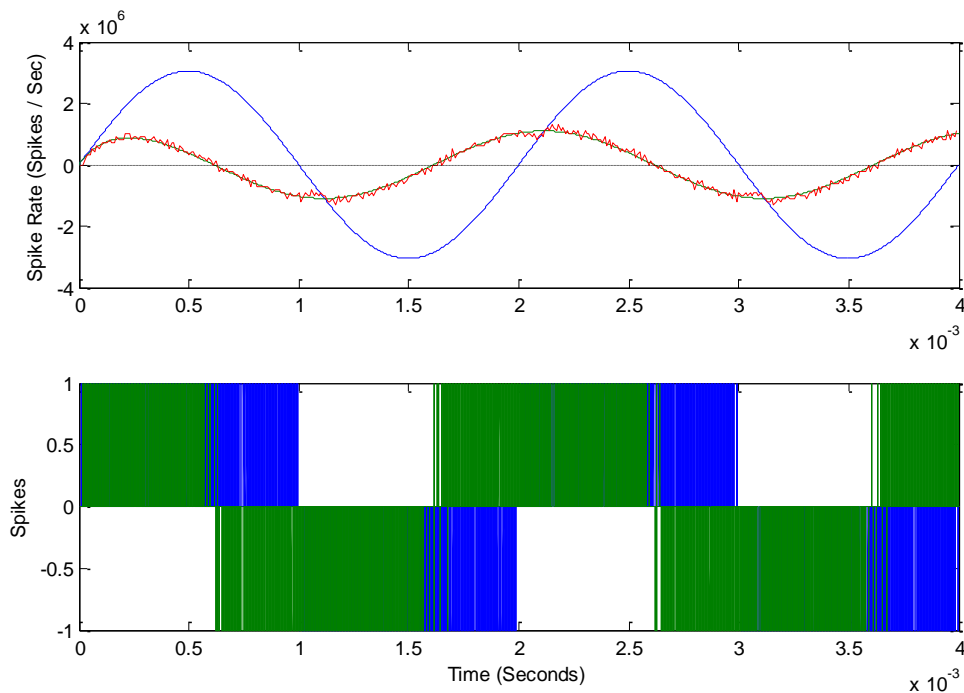 x 10^6
4
2
0
-2
-4
Spike Rate (Spikes / Sec)
0 0.5 1 1.5 2 2.5 3 3.5 4
x 10^-3
1
0.5
0
-0.5
-1
Spikes
0 0.5 1 1.5 2 2.5 3 3.5 4
Time (Seconds)
x 10^-3